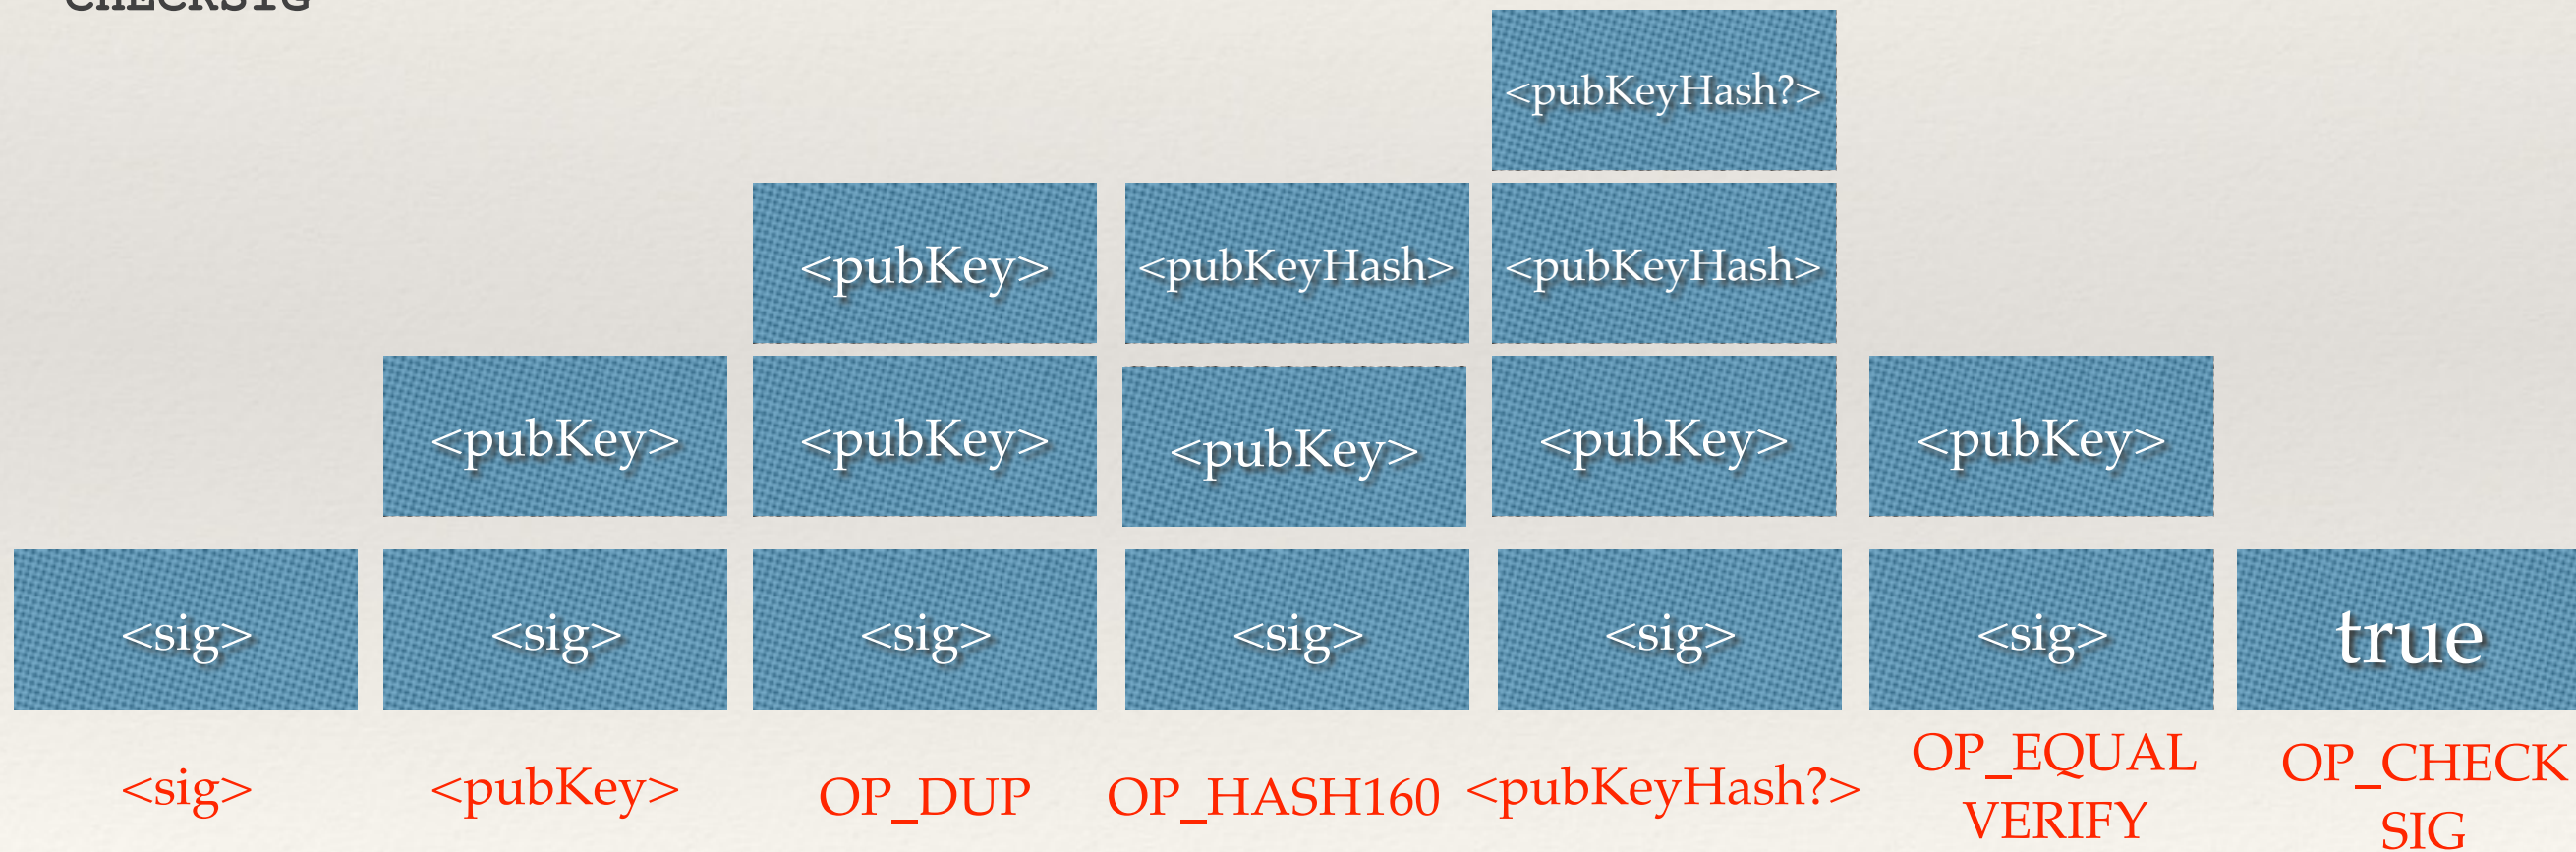 CHECKSIG
<pubKeyHash?>
<pubKey> <pubKeyHash> <pubKeyHash>
<pubKey> <pubKey> <pubKey> <pubKey> <pubKey>
<sig> <sig> <sig> <sig> <sig> <sig> true
<sig> <pubKey> OP_DUP OP_HASH160 <pubKeyHash?> OP_EQUAL OP_CHECK
VERIFY SIG